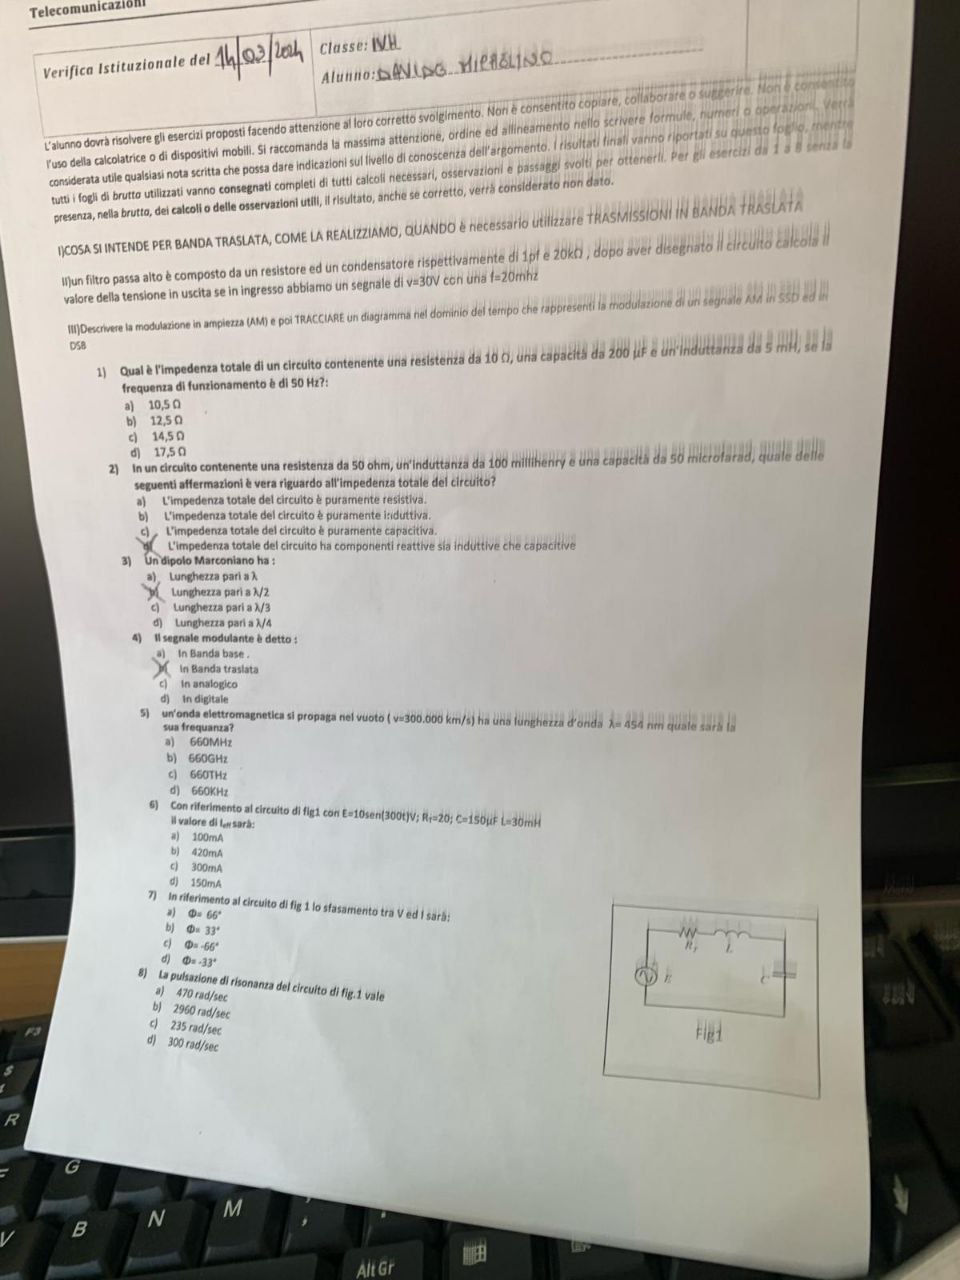 Telecomunicazioni
Verifica Istituzionale del 14/03/2024
Classe: IVH
Alunno:
L'alunno dovrà risolvere gli esercizi proposti facendo attenzione al loro corretto svolgimento. Non è consentito copiare, collaborare o suggerire. Non è consentito
l'uso della calcolatrice o di dispositivi mobili. Si raccomanda la massima attenzione, ordine ed allineamento nello scrivere formule, numeri o operazioni. Verrà
considerata utile qualsiasi nota scritta che possa dare indicazioni sul livello di conoscenza dell'argomento. I risultati finali vanno riportati su questo foglio, mentre
tutti i fogli di brutto utilizzati vanno consegnati completi di tutti calcoli necessari, osservazioni e passaggi svolti per ottenerli. Per gli esercizi da 1 a 8 senza la
presenza, nella brutta, dei calcoli o delle osservazioni utili, il risultato, anche se corretto, verrà considerato non dato.
I)COSA SI INTENDE PER BANDA TRASLATA, COME LA REALIZZIAMO, QUANDO è necessario utilizzare TRASMISSIONI IN BANDA TRASLATA
II)un filtro passa alto è composto da un resistore ed un condensatore rispettivamente di 1pf e 20kΩ , dopo aver disegnato il circuito calcola il
valore della tensione in uscita se in ingresso abbiamo un segnale di v=30V con una f=20mhz
III)Descrivere la modulazione in ampiezza (AM) e poi TRACCIARE un diagramma nel dominio del tempo che rappresenti la modulazione di un segnale AM in SSD ed in
DSB
1) Qual è l'impedenza totale di un circuito contenente una resistenza da 10 Ω, una capacità da 200 µF e un'induttanza da 5 mH, se la
frequenza di funzionamento è di 50 Hz?:
a) 10,5 Ω
b) 12,5 Ω
c) 14,5 Ω
d) 17,5 Ω
2) In un circuito contenente una resistenza da 50 ohm, un'induttanza da 100 millihenry e una capacità da 50 microfarad, quale delle
seguenti affermazioni è vera riguardo all'impedenza totale del circuito?
a) L'impedenza totale del circuito è puramente resistiva.
b) L'impedenza totale del circuito è puramente induttiva.
c) L'impedenza totale del circuito è puramente capacitiva.
d) L'impedenza totale del circuito ha componenti reattive sia induttive che capacitive
3) Un dipolo Marconiano ha :
a) Lunghezza pari a λ
b) Lunghezza pari a λ/2
c) Lunghezza pari a λ/3
d) Lunghezza pari a λ/4
4) Il segnale modulante è detto :
a) In Banda base .
b) In Banda traslata
c) In analogico
d) In digitale
5) un'onda elettromagnetica si propaga nel vuoto ( v=300.000 km/s) ha una lunghezza d'onda λ= 454 nm quale sarà la
sua frequanza?
a) 660MHz
b) 660GHz
c) 660THz
d) 660KHz
6) Con riferimento al circuito di fig1 con E=10sen(300t)V; R₁=20; C=150µF L=30mH
il valore di Ieff sarà:
a) 100mA
b) 420mA
c) 300mA
d) 150mA
7) In riferimento al circuito di fig 1 lo sfasamento tra V ed I sarà:
a) Φ= 66°
b) Φ= 33°
c) Φ= -66°
d) Φ= -33°
8) La pulsazione di risonanza del circuito di fig.1 vale
a) 470 rad/sec
b) 2960 rad/sec
c) 235 rad/sec
d) 300 rad/sec
R₁ L
E C
Fig1
F3
$
R
G
V B N M
Alt Gr